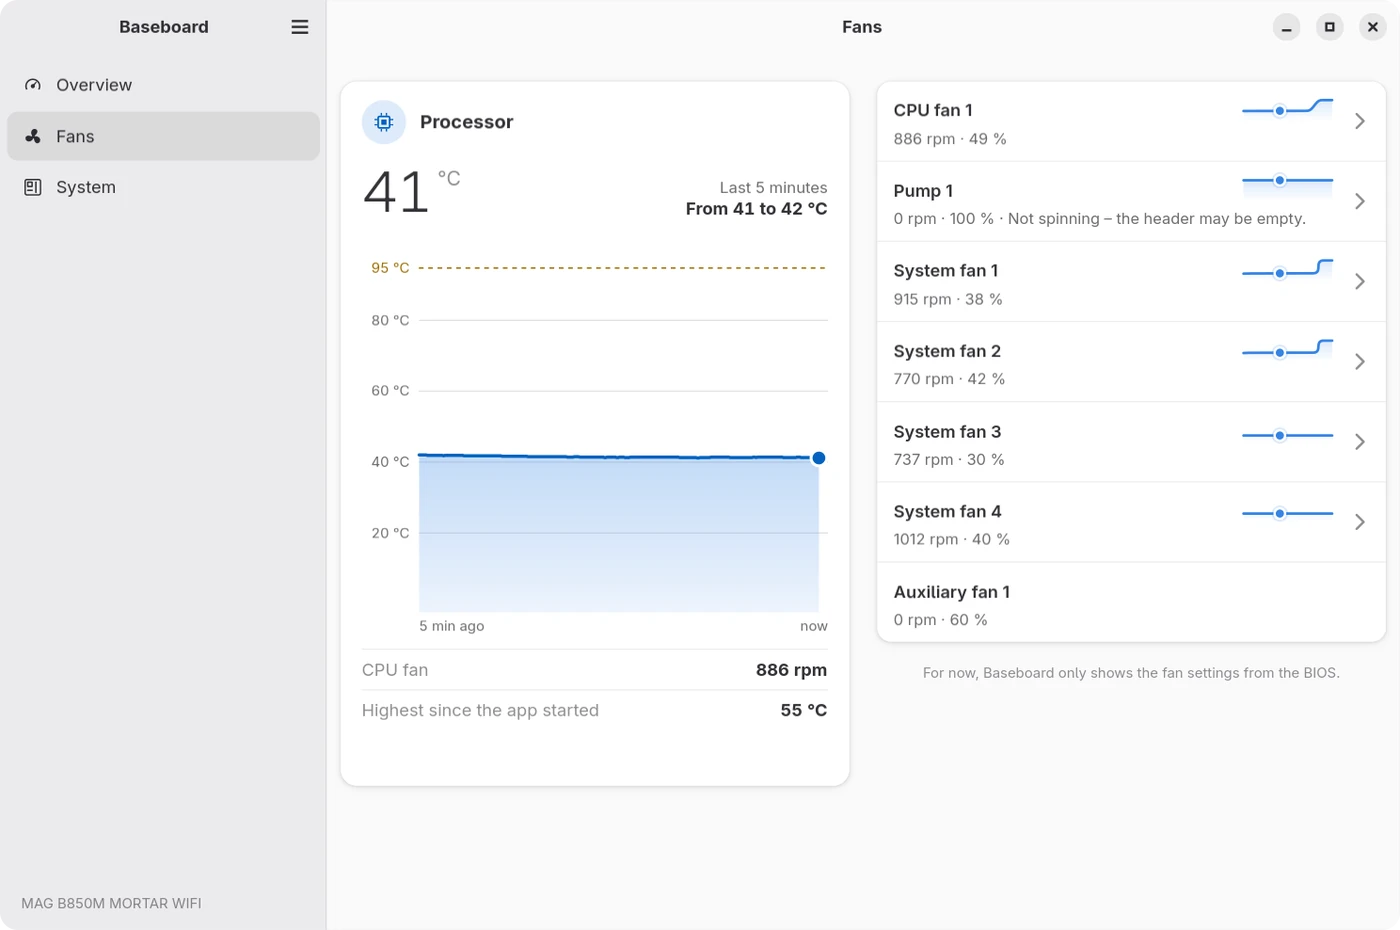 Baseboard
Overview
Fans
System
MAG B850M MORTAR WIFI
Fans
Processor
41 °C
Last 5 minutes
From 41 to 42 °C
95 °C
80 °C
60 °C
40 °C
20 °C
5 min ago
now
CPU fan
886 rpm
Highest since the app started
55 °C
CPU fan 1
886 rpm · 49 %
Pump 1
0 rpm · 100 % · Not spinning – the header may be empty.
System fan 1
915 rpm · 38 %
System fan 2
770 rpm · 42 %
System fan 3
737 rpm · 30 %
System fan 4
1012 rpm · 40 %
Auxiliary fan 1
0 rpm · 60 %
For now, Baseboard only shows the fan settings from the BIOS.